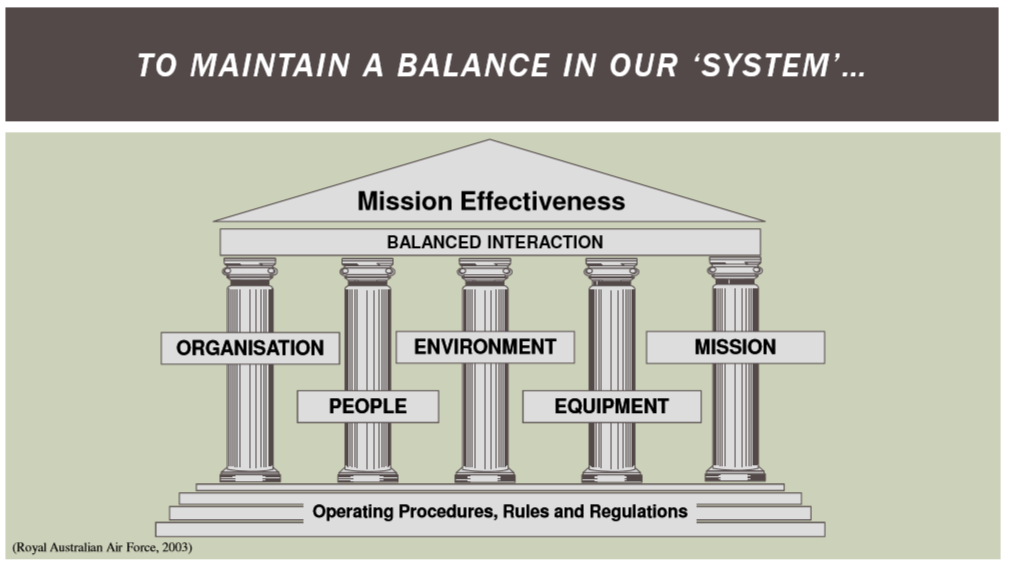 TO MAINTAIN A BALANCE IN OUR ‘SYSTEM’…
Mission Effectiveness
BALANCED INTERACTION
ORGANISATION
ENVIRONMENT
MISSION
PEOPLE
EQUIPMENT
Operating Procedures, Rules and Regulations
(Royal Australian Air Force, 2003)